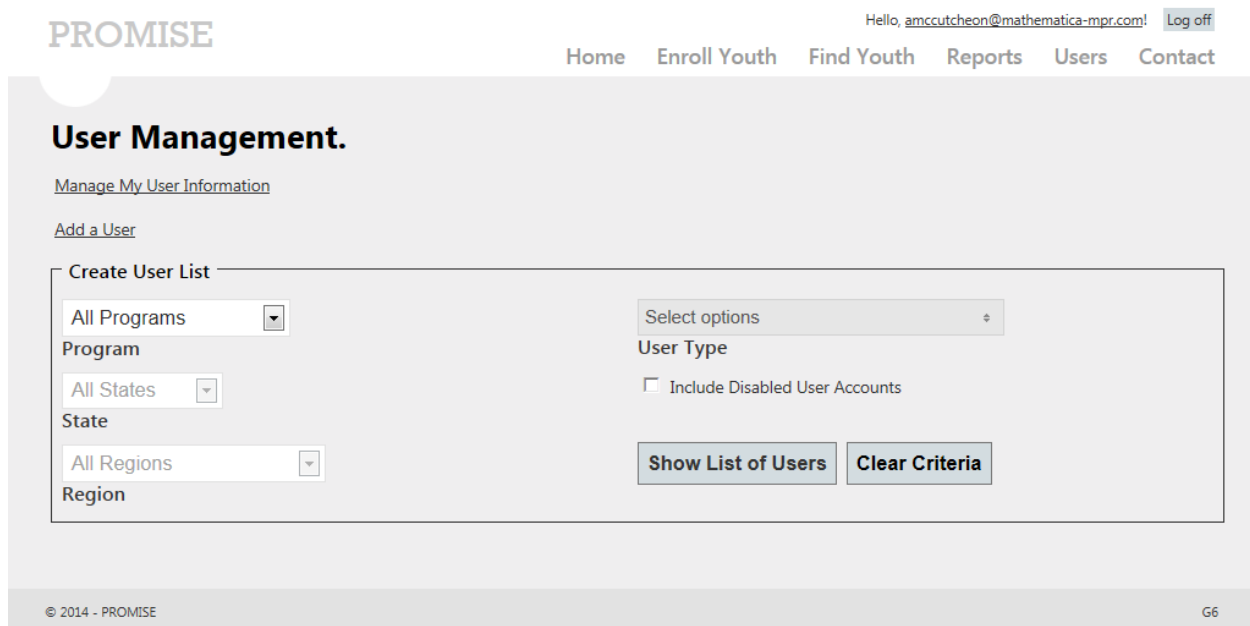 PROMISE
Hello, amccutcheon@mathematica-mpr.com! Log off
Home Enroll Youth Find Youth Reports Users Contact
User Management.
Manage My User Information
Add a User
Create User List
All Programs
Program
All States
State
All Regions
Region
Select options
User Type
Include Disabled User Accounts
Show List of Users Clear Criteria
© 2014 - PROMISE G6